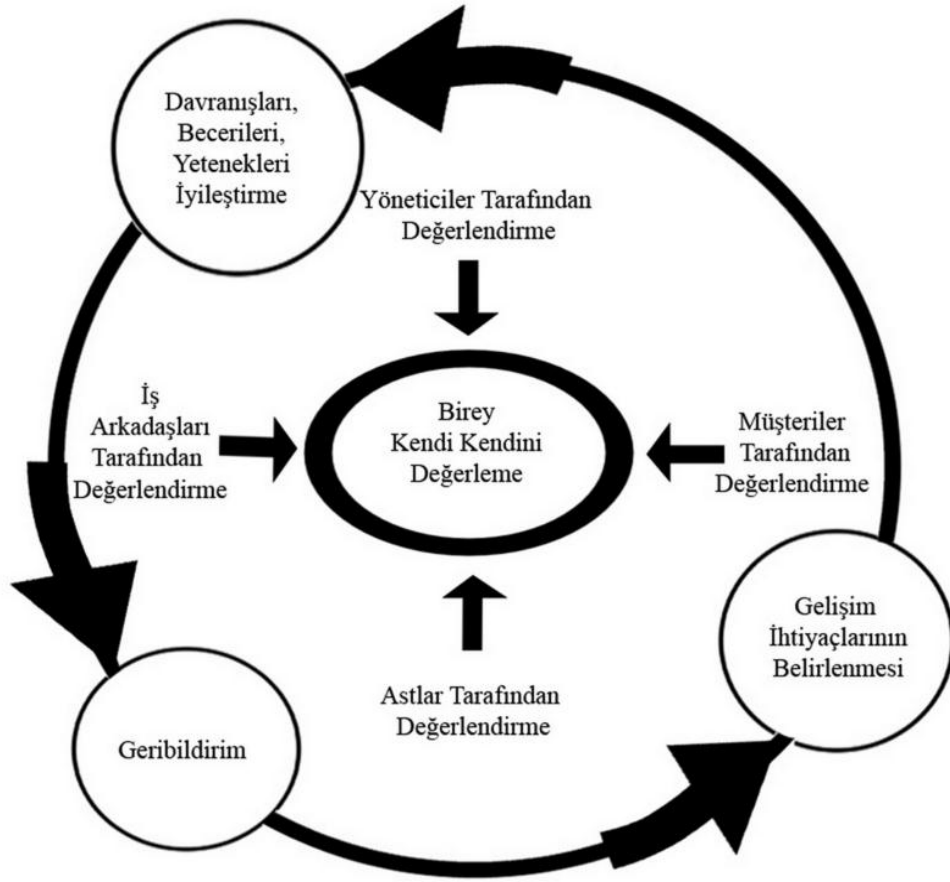 Davranışları,
Becerileri,
Yetenekleri
İyileştirme
Yöneticiler Tarafından
Değerlendirme
İş
Arkadaşları
Tarafından
Değerlendirme
Birey
Kendi Kendini
Değerleme
Müşteriler
Tarafından
Değerlendirme
Gelişim
İhtiyaçlarının
Belirlenmesi
Astlar Tarafından
Değerlendirme
Geribildirim